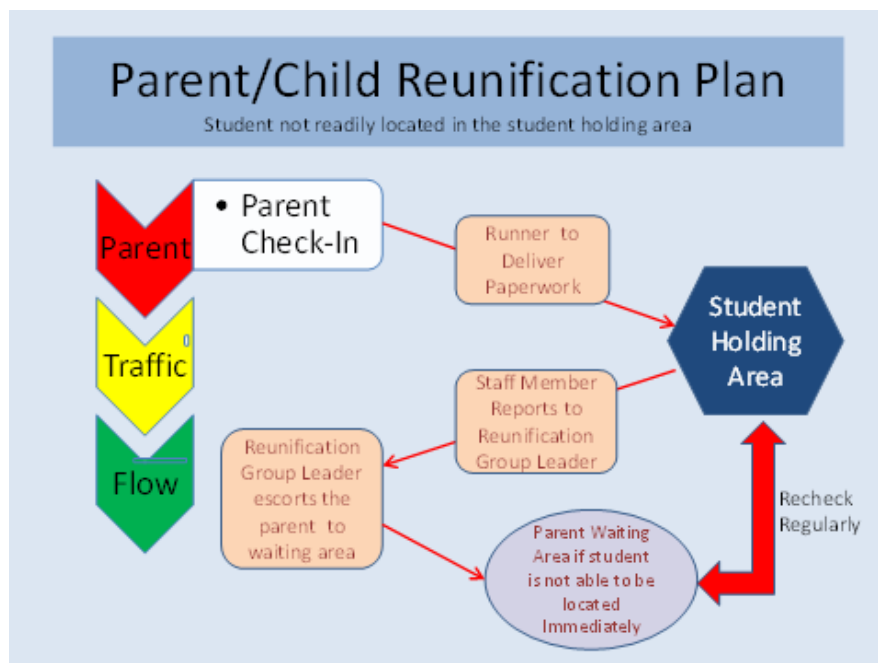 Parent/Child Reunification Plan
Student not readily located in the student holding area
Parent
Traffic
Flow
• Parent
Check-In
Runner to
Deliver
Paperwork
Student
Holding
Area
Staff Member
Reports to
Reunification
Group Leader
Reunification
Group Leader
escorts the
parent to
waiting area
Parent Waiting
Area if student
is not able to be
located
Immediately
Recheck
Regularly